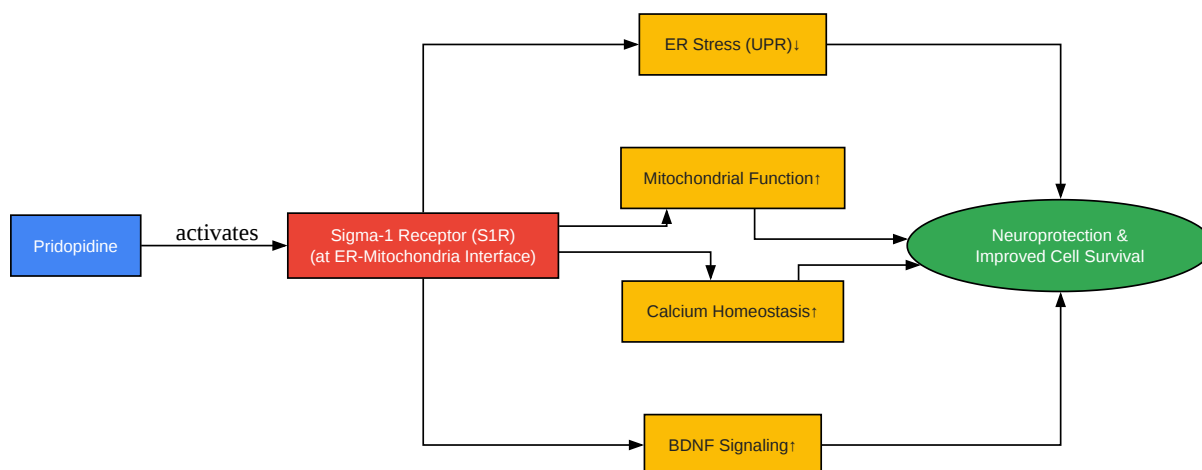 ER Stress (UPR)↓
Mitochondrial Function↑
Pridopidine
activates
Sigma-1 Receptor (S1R)
(at ER-Mitochondria Interface)
Neuroprotection &
Improved Cell Survival
Calcium Homeostasis↑
BDNF Signaling↑